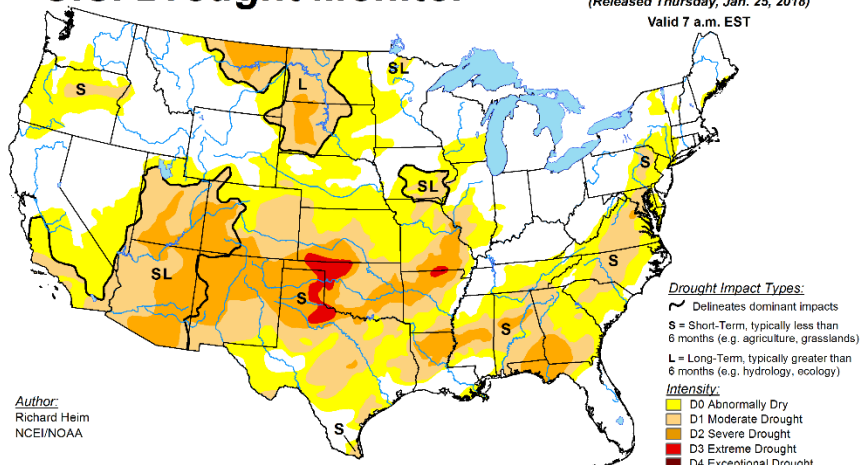 U.S. Drought Monitor
(Released Thursday, Jan. 25, 2018)
Valid 7 a.m. EST
S
L
SL
SL
S
SL
S
S
S
S
Drought Impact Types:
Delineates dominant impacts
S = Short-Term, typically less than
6 months (e.g. agriculture, grasslands)
L = Long-Term, typically greater than
6 months (e.g. hydrology, ecology)
Intensity:
D0 Abnormally Dry
D1 Moderate Drought
D2 Severe Drought
D3 Extreme Drought
D4 Exceptional Drought
Author:
Richard Heim
NCEI/NOAA